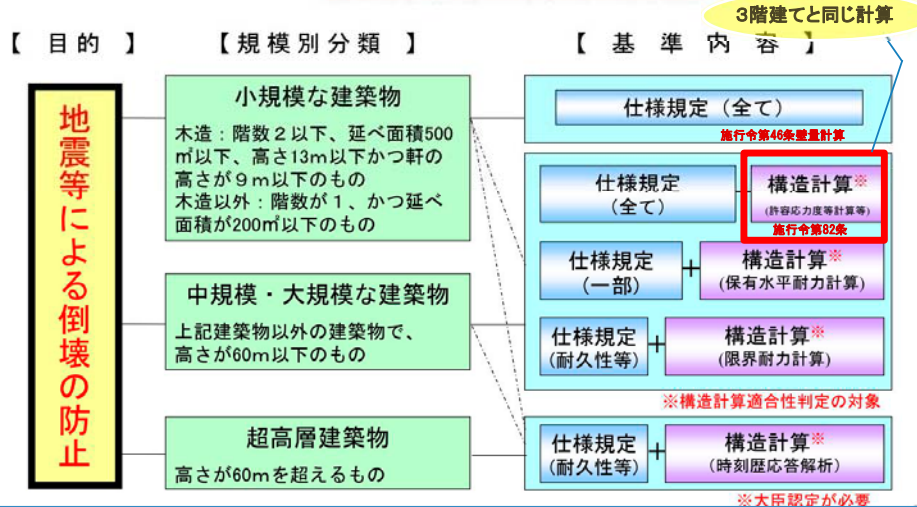 3階建てと同じ計算
【 目的 】
【規模別分類 】
【 基 準 内 容 】
地震等による倒壊の防止
小規模な建築物
木造：階数２以下、延べ面積500
㎡以下、高さ13ｍ以下かつ軒の
高さが９ｍ以下のもの
木造以外：階数が１、かつ延べ
面積が200㎡以下のもの
中規模・大規模な建築物
上記建築物以外の建築物で、
高さが60ｍ以下のもの
超高層建築物
高さが60ｍを超えるもの
仕様規定（全て）
施行令第46条壁量計算
仕様規定
（全て）
構造計算※
(許容応力度等計算等)
施行令第82条
仕様規定
（一部）
+
構造計算※
(保有水平耐力計算)
仕様規定
(耐久性等)
+
構造計算※
(限界耐力計算)
※構造計算適合性判定の対象
仕様規定
(耐久性等)
+
構造計算※
(時刻歴応答解析)
※大臣認定が必要